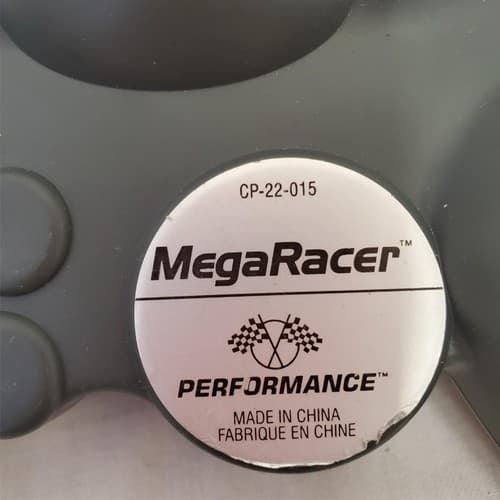 CP-22-015
MegaRacer™
PERFORMANCE™
MADE IN CHINA
FABRIQUE EN CHINE